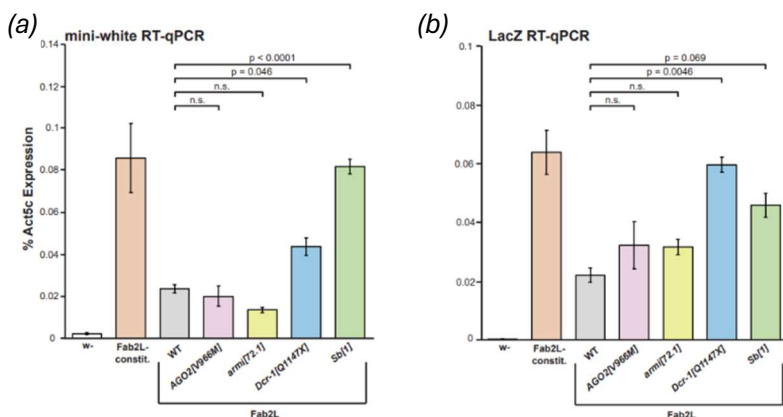 (a)
mini-white RT-qPCR
% Act5c Expression
0.14
0.12
0.1
0.08
0.06
0.04
0.02
0
p < 0.0001
p = 0.046
n.s.
n.s.
w-
Fab2L-
constit.
WT
AGO2[V966M]
armi[72.1]
Dcr-1[Q1147X]
Sb[1]
Fab2L
(b)
LacZ RT-qPCR
0.1
0.08
0.06
0.04
0.02
0
p = 0.069
p = 0.0046
n.s.
n.s.
w-
Fab2L-
constit.
WT
AGO2[V966M]
armi[72.1]
Dcr-1[Q1147X]
Sb[1]
Fab2L